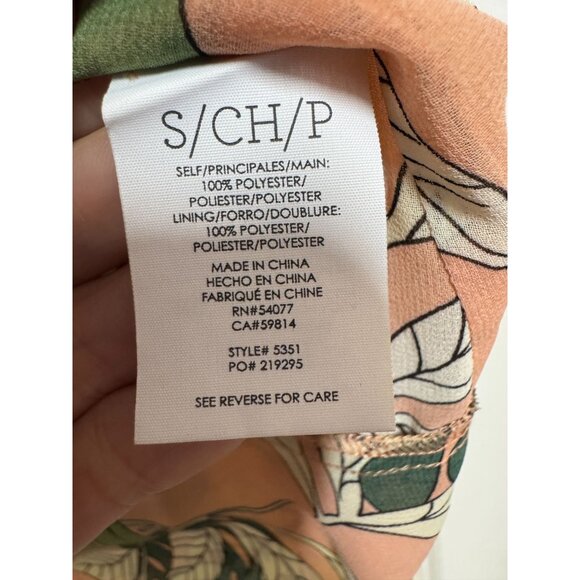 S/CH/P
SELF/PRINCIPALES/MAIN:
100% POLYESTER/
POLIESTER/POLYESTER
LINING/FORRO/DOUBLURE:
100% POLYESTER/
POLIESTER/POLYESTER
MADE IN CHINA
HECHO EN CHINA
FABRIQUÉ EN CHINE
RN#54077
CA#59814
STYLE# 5351
PO# 219295
SEE REVERSE FOR CARE